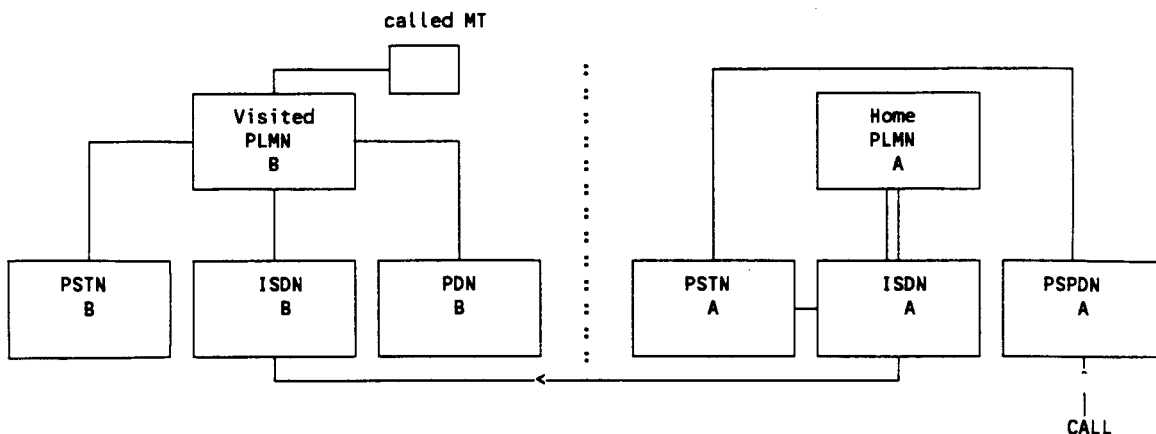 called MT
Visited
PLMN
B
Home
PLMN
A
PSTN
B
ISDN
B
PDN
B
PSTN
A
ISDN
A
PSPDN
A
CALL